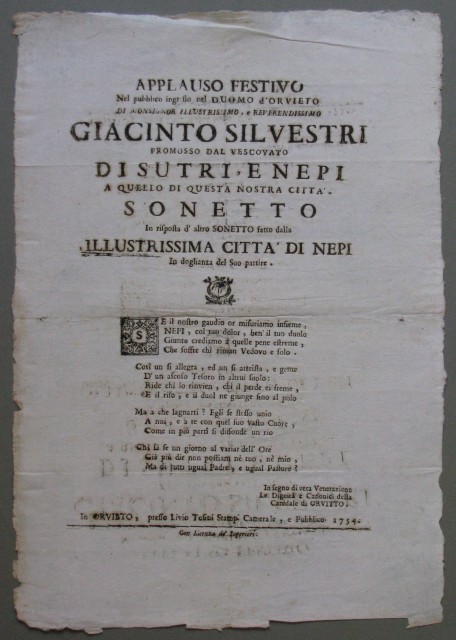 APPLAUSO FESTIVO
Nel pubblico ingresso nel DUOMO d'ORVIETO
DI MONSIGNOR ILLUSTRISSIMO, e REVERENDISSIMO
GIACINTO SILVESTRI
PROMOSSO DAL VESCOVATO
DI SUTRI, E NEPI
A QUELLO DI QUESTA NOSTRA CITTA'.
SONETTO
In risposta d' altro SONETTO fatto dalla
ILLUSTRISSIMA CITTA' DI NEPI
In doglianza del Suo partire.
SE il nostro gaudio or misuriamo insieme,
NEPI, col tuo dolor, ben'il tuo duolo
Giunto crediamo a quelle pene estreme,
Che soffre chi riman Vedovo e solo.
Così un si allegra, ed un si attrista, e geme
D' un ascoso Tesoro in altrui suolo:
Ride chi lo rinvien, chi il perde ei freme,
E il riso, e il duol ne giunge sino al polo
Ma a che lagnarti? Egli se stesso unio
A noi, e a te con quel suo vasto Cuore,
Come in più parti si difonde un rio
Chi sà se un giorno al variar dell' Ore
Già più dir non possiam nè tuo, nè mio,
Ma di tutti ugual Padre, e ugual Pastore?
In segno di vera Venerazione
Le Dignità e Canonici della
Catedale di ORVIETO.
In ORVIETO, presso Livio Tosini Stamp. Camerale, e Pubblico 1754.
Con licenza de' Superiori.